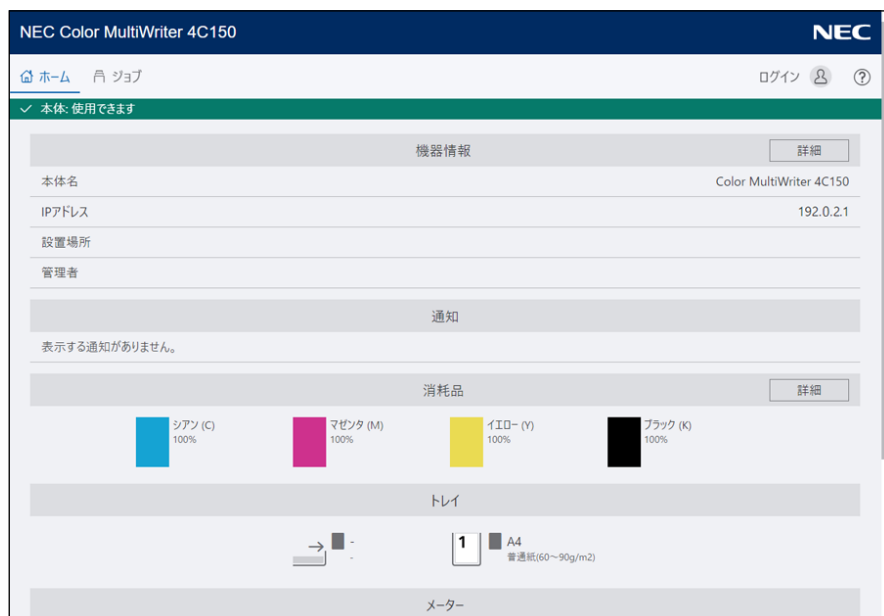 NEC Color MultiWriter 4C150
NEC
ホーム ジョブ ログイン ?
本体: 使用できます
機器情報 詳細
本体名 Color MultiWriter 4C150
IPアドレス 192.0.2.1
設置場所
管理者
通知
表示する通知がありません。
消耗品 詳細
シアン (C) マゼンタ (M) イエロー (Y) ブラック (K)
100% 100% 100% 100%
トレイ
- 1 A4
- 普通紙(60～90g/m2)
メーター